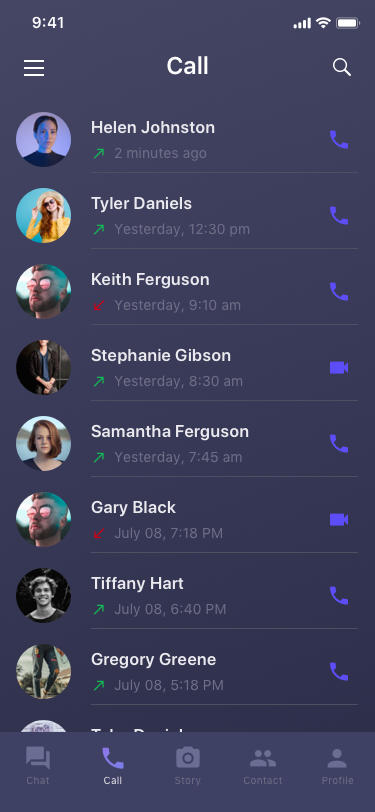 9:41
Call
Helen Johnston
2 minutes ago
Tyler Daniels
Yesterday, 12:30 pm
Keith Ferguson
Yesterday, 9:10 am
Stephanie Gibson
Yesterday, 8:30 am
Samantha Ferguson
Yesterday, 7:45 am
Gary Black
July 08, 7:18 PM
Tiffany Hart
July 08, 6:40 PM
Gregory Greene
July 08, 5:18 PM
Chat
Call
Story
Contact
Profile